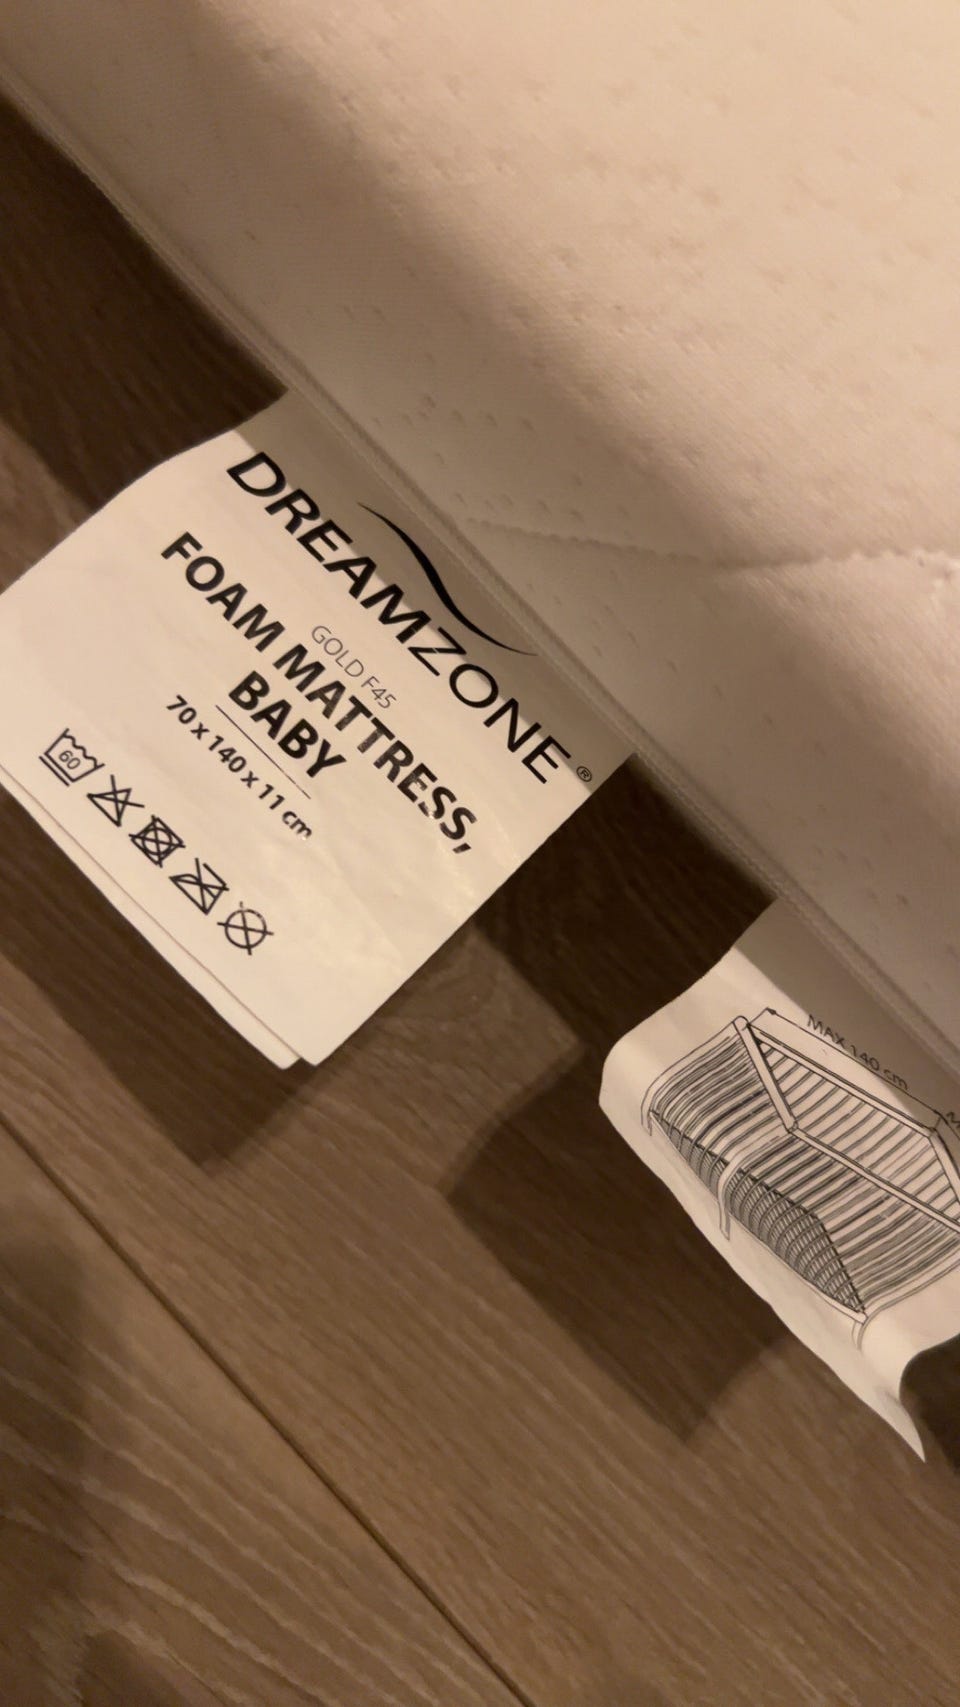 DREAMZONE®
GOLD F45
FOAM MATTRESS,
BABY
70 x 140 x 11 cm
60
MAX 140 cm